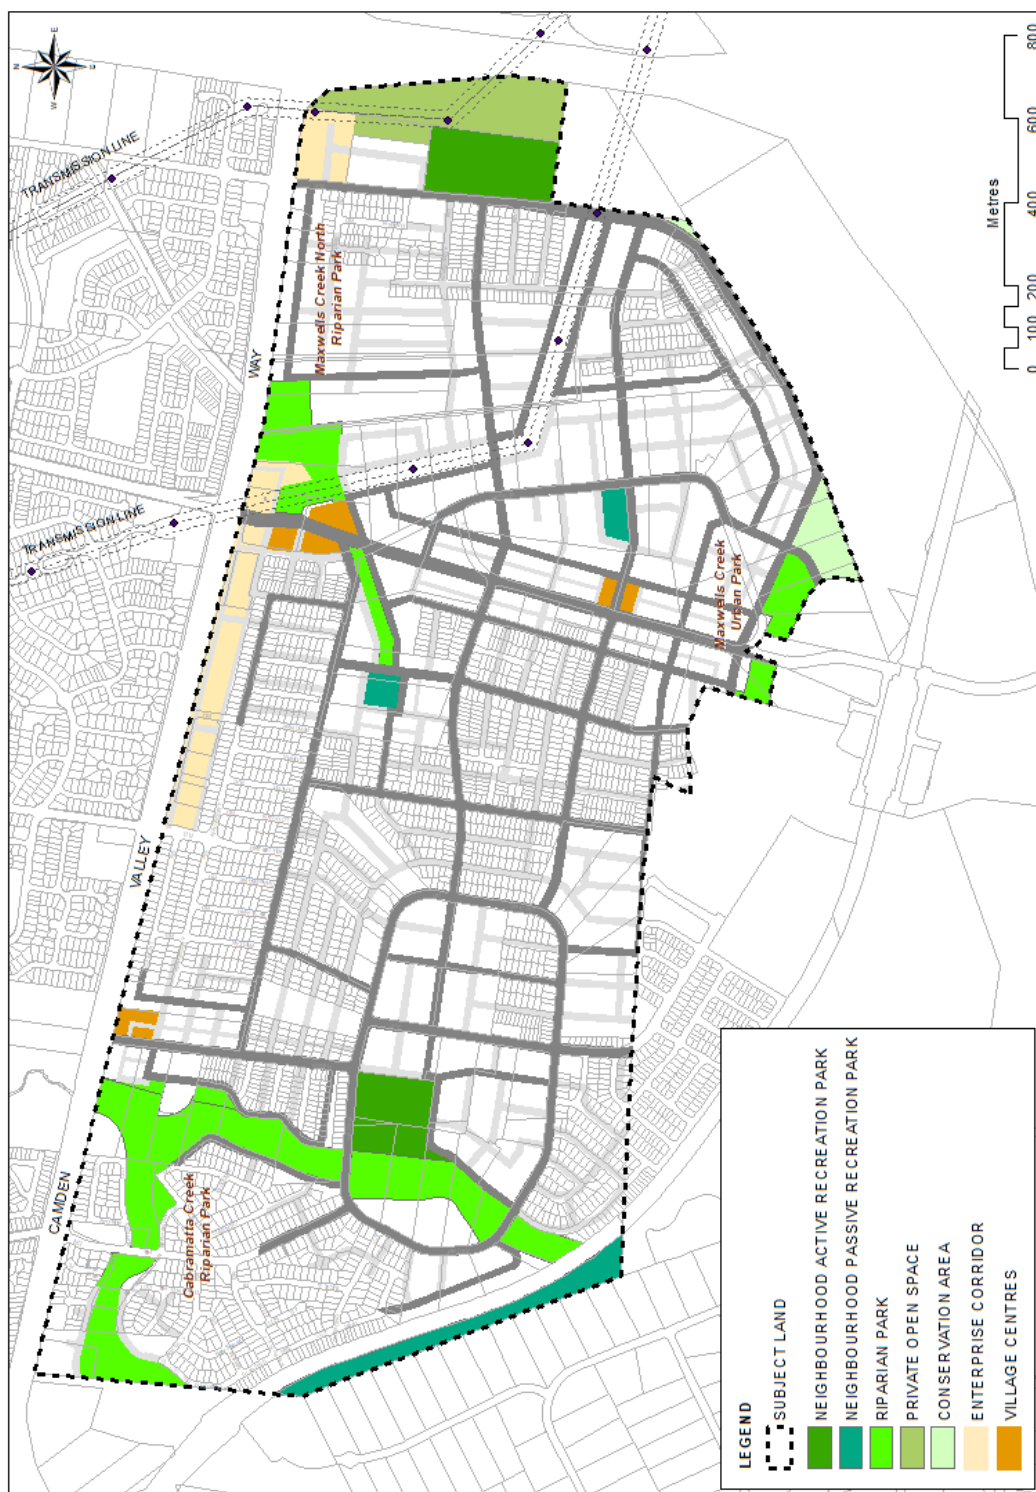 N
E
S
W
TRANSMISSION LINE
TRANSMISSION LINE
CAMDEN
VALLEY
WAY
Maxwells Creek North
Riparian Park
Cabramatta Creek
Riparian Park
Maxwells Creek
Urban Park
Metres
0 100 200 400 600 800
LEGEND
SUBJECT LAND
NEIGHBOURHOOD ACTIVE RECREATION PARK
NEIGHBOURHOOD PASSIVE RECREATION PARK
RIPARIAN PARK
PRIVATE OPEN SPACE
CONSERVATION AREA
ENTERPRISE CORRIDOR
VILLAGE CENTRES